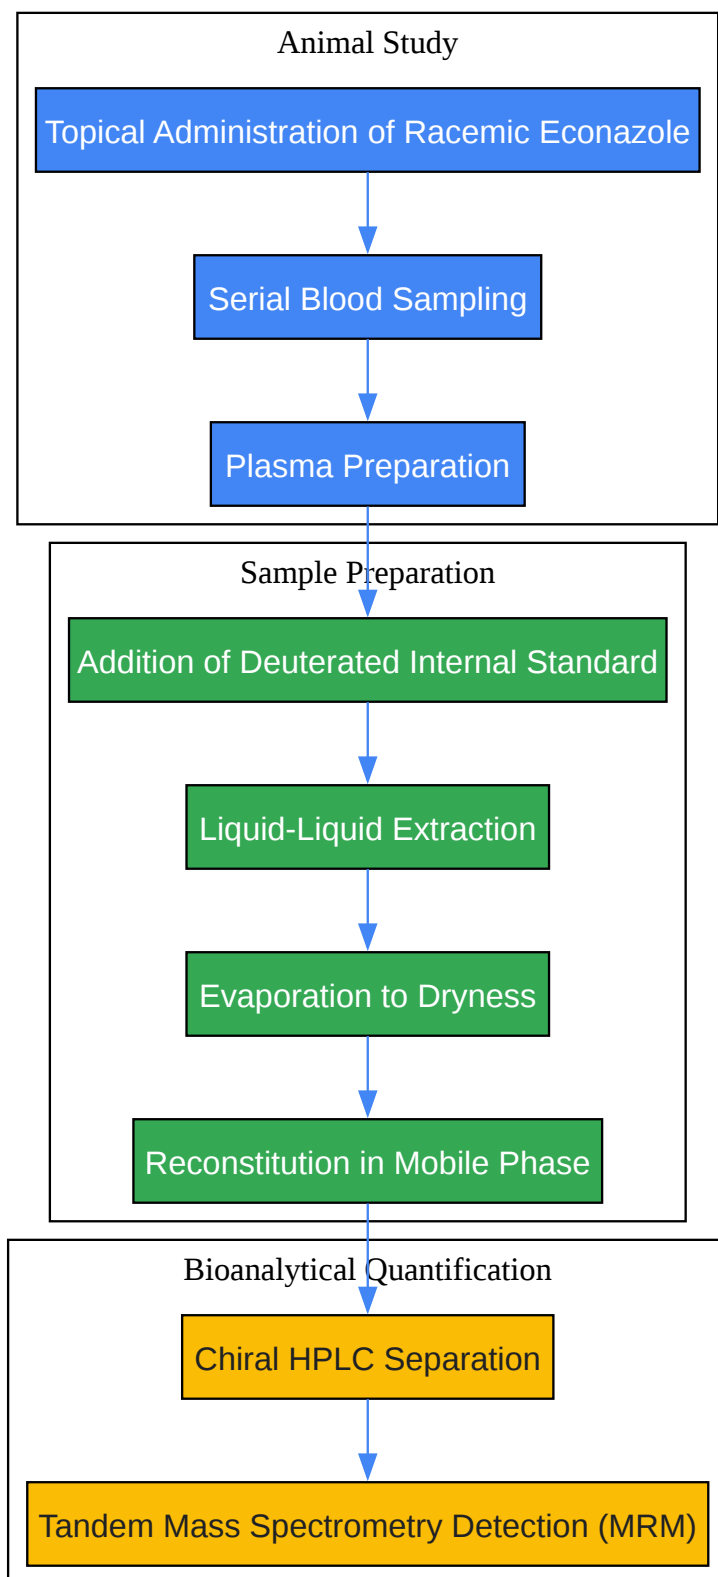 Animal Study
Topical Administration of Racemic Econazole
Serial Blood Sampling
Plasma Preparation
Sample Preparation
Addition of Deuterated Internal Standard
Liquid-Liquid Extraction
Evaporation to Dryness
Reconstitution in Mobile Phase
Bioanalytical Quantification
Chiral HPLC Separation
Tandem Mass Spectrometry Detection (MRM)